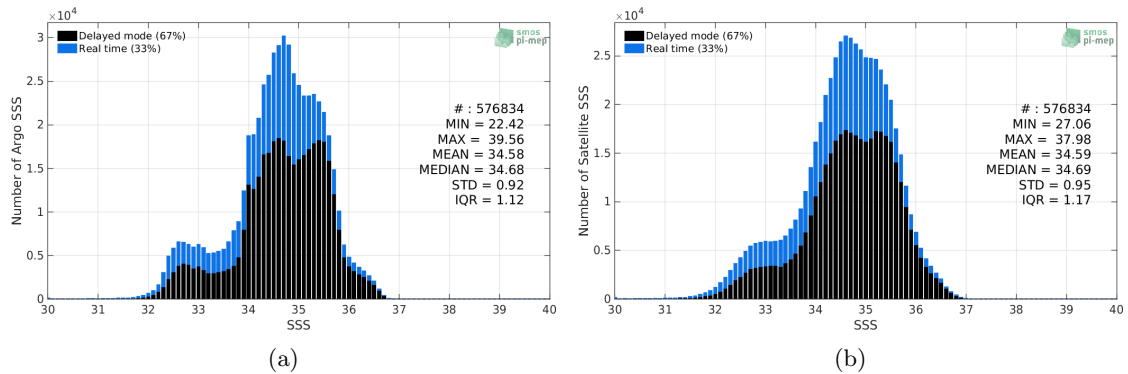 ×10⁴
Delayed mode (67%)
Real time (33%)
smos
pi-mep
# : 576834
MIN = 22.42
MAX = 39.56
MEAN = 34.58
MEDIAN = 34.68
STD = 0.92
IQR = 1.12
Number of Argo SSS
3
2.5
2
1.5
1
0.5
0
30 31 32 33 34 35 36 37 38 39 40
SSS
(a)
×10⁴
Delayed mode (67%)
Real time (33%)
smos
pi-mep
# : 576834
MIN = 27.06
MAX = 37.98
MEAN = 34.59
MEDIAN = 34.69
STD = 0.95
IQR = 1.17
Number of Satellite SSS
2.5
2
1.5
1
0.5
0
30 31 32 33 34 35 36 37 38 39 40
SSS
(b)